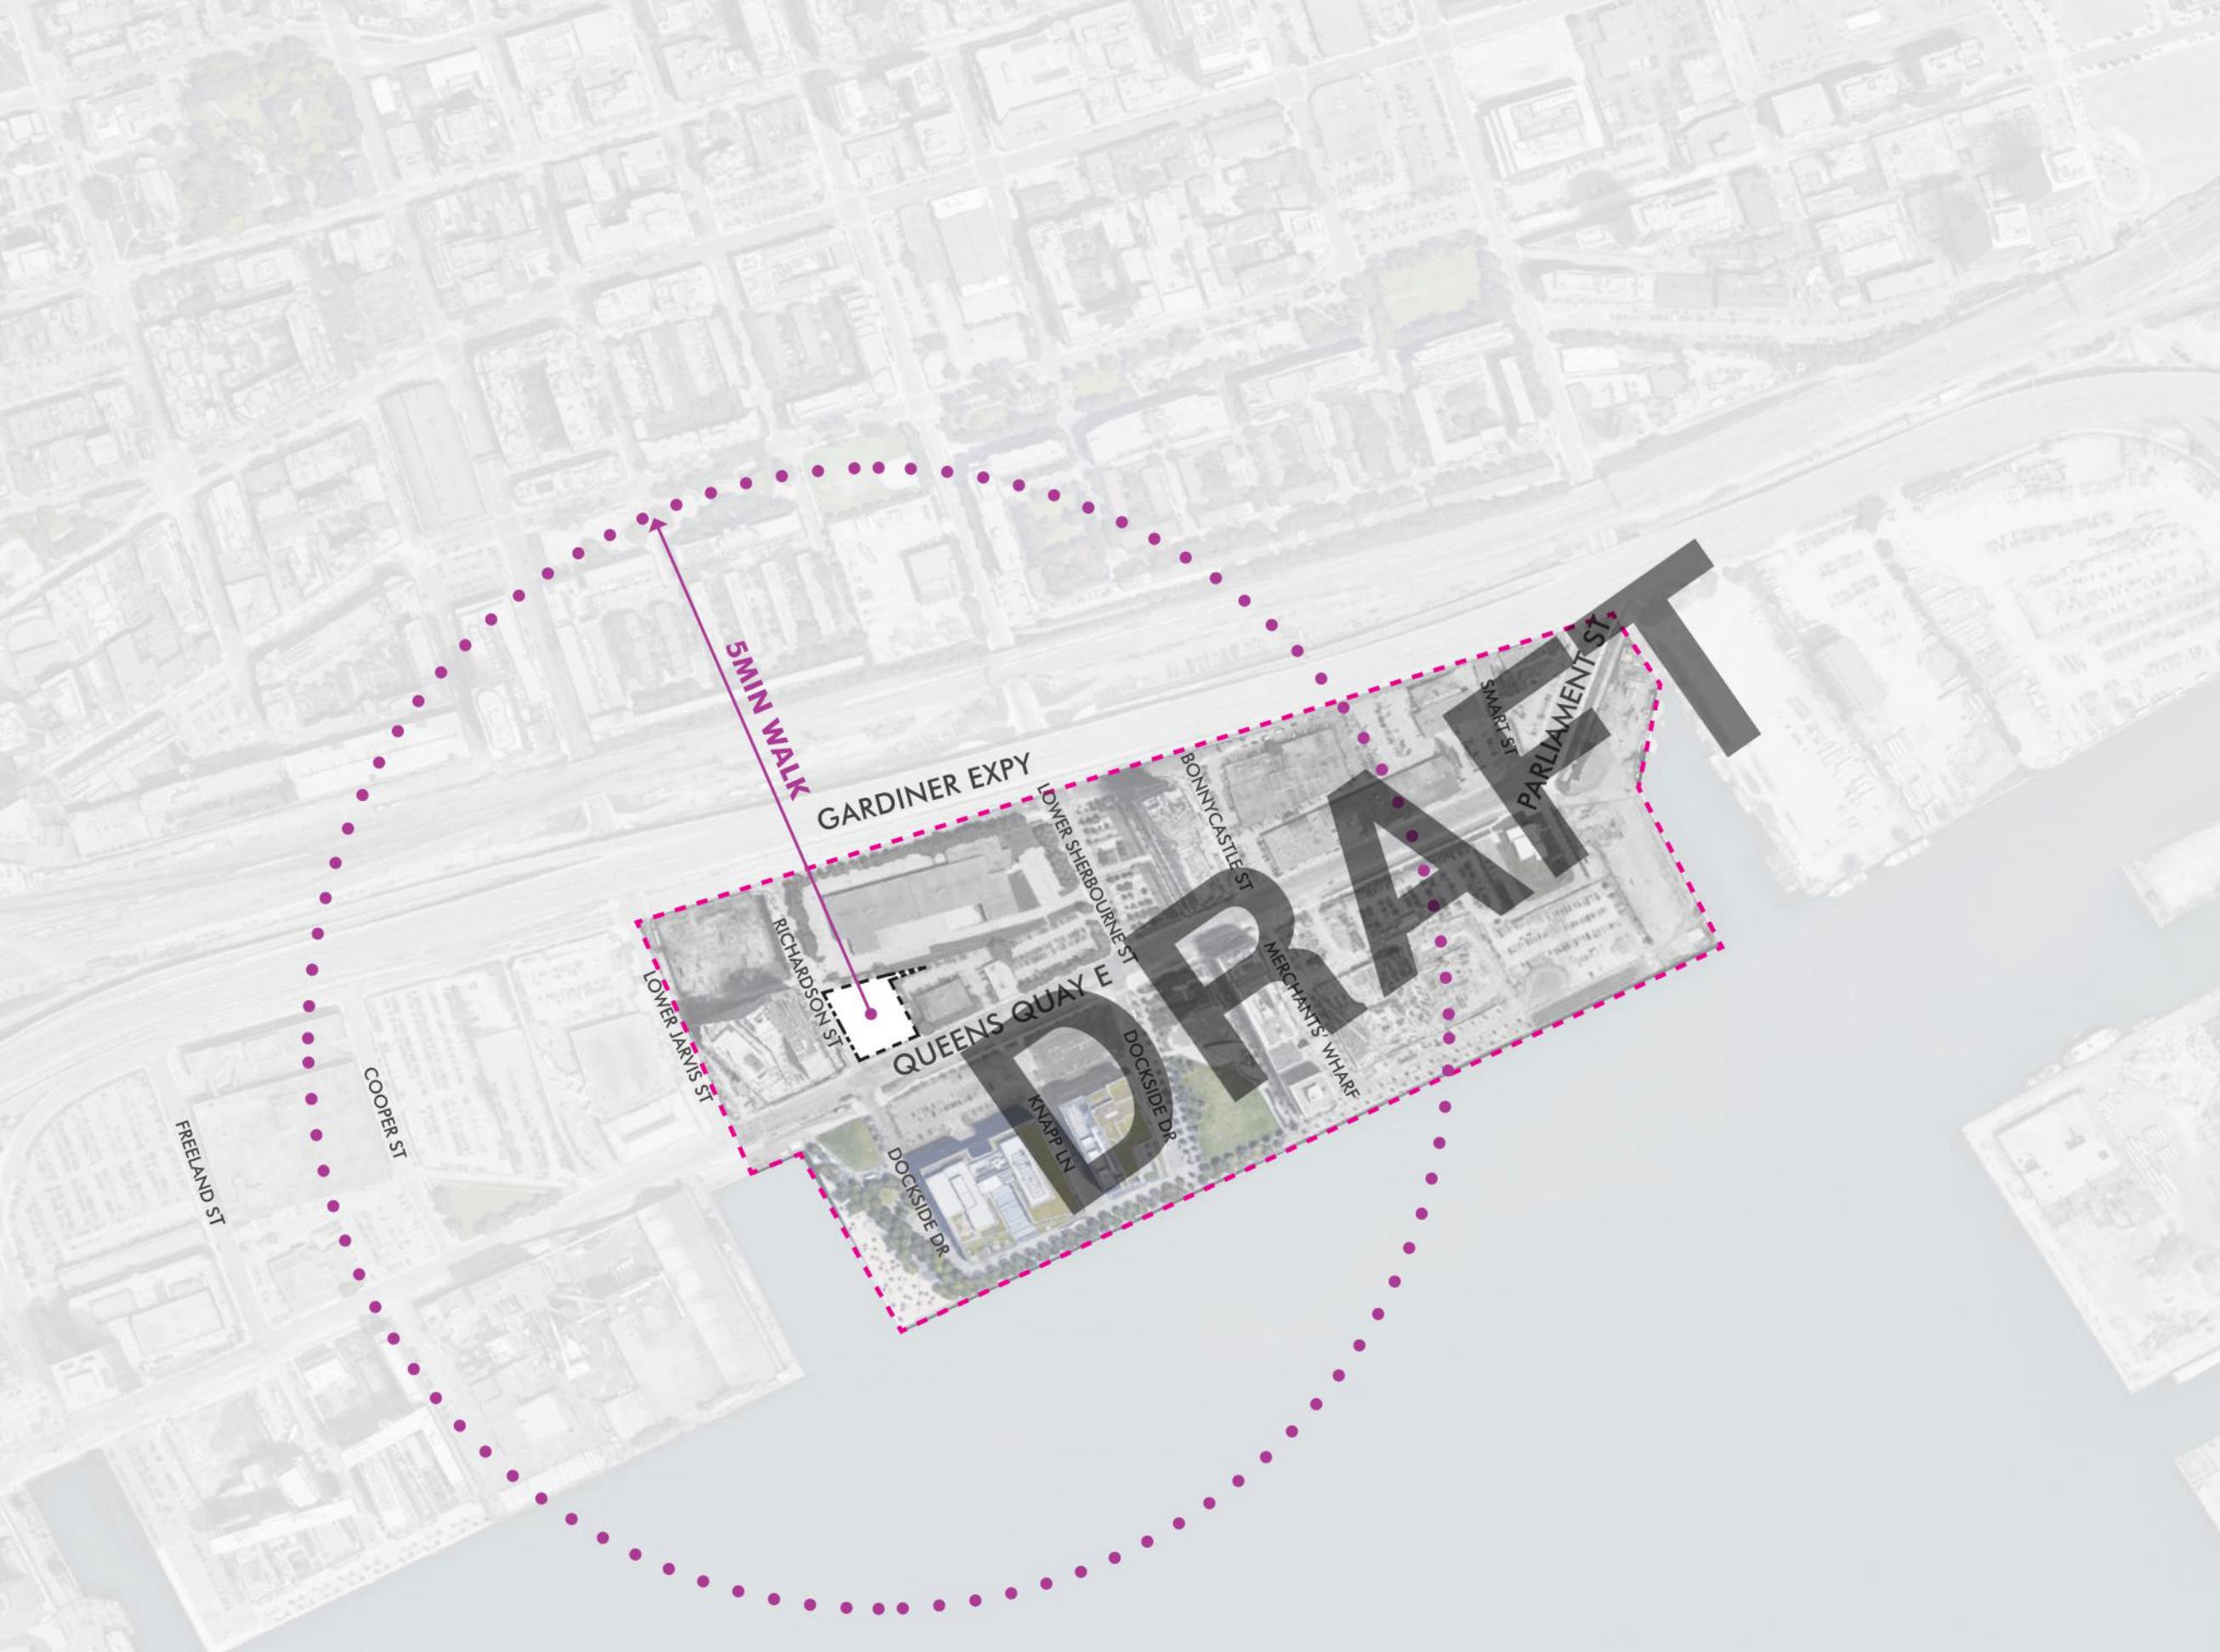 5MIN WALK
GARDINER EXPY
SMART ST
PARLIAMENT ST
BONNYCASTLE ST
LOWER SHERBOURNE ST
RICHARDSON ST
LOWER JARVIS ST
QUEENS QUAY E
MERCHANTS' WHARF
DOCKSIDE DR
KNAPP LN
DOCKSIDE DR
COOPER ST
FREELAND ST
DRAFT